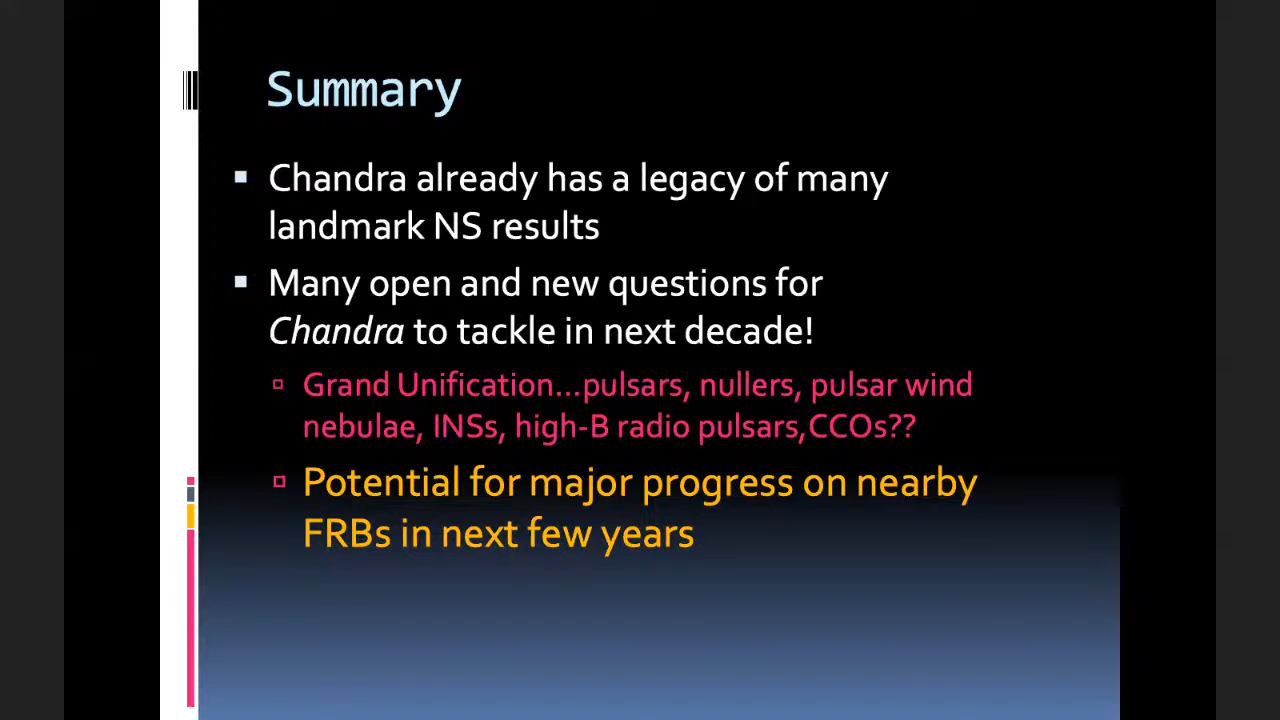 Summary
Chandra already has a legacy of many
landmark NS results
Many open and new questions for
Chandra to tackle in next decade!
Grand Unification...pulsars, nullers, pulsar wind
nebulae, INSs, high-B radio pulsars,CCOs??
Potential for major progress on nearby
FRBs in next few years